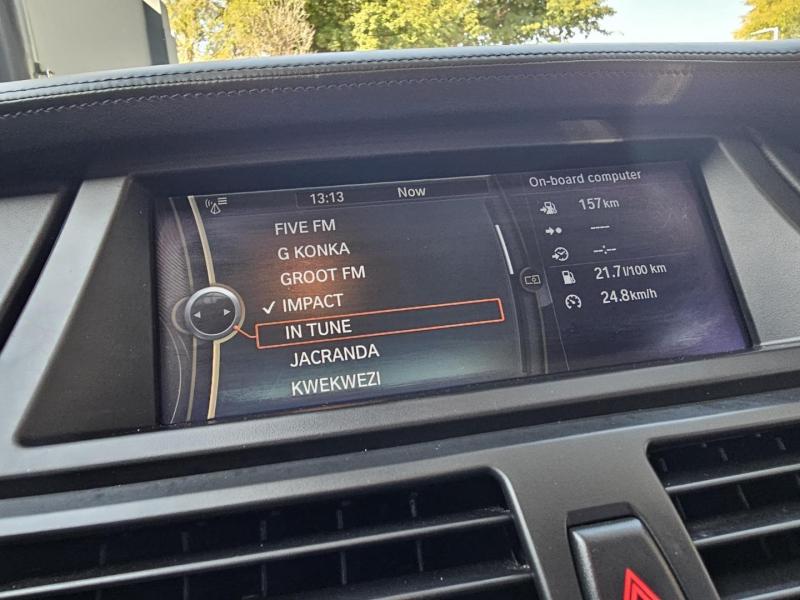 13:13 Now
FIVE FM
G KONKA
GROOT FM
✓ IMPACT
IN TUNE
JACRANDA
KWEKWEZI
On-board computer
157 km
----
--:--
21.7 l/100 km
24.8 km/h